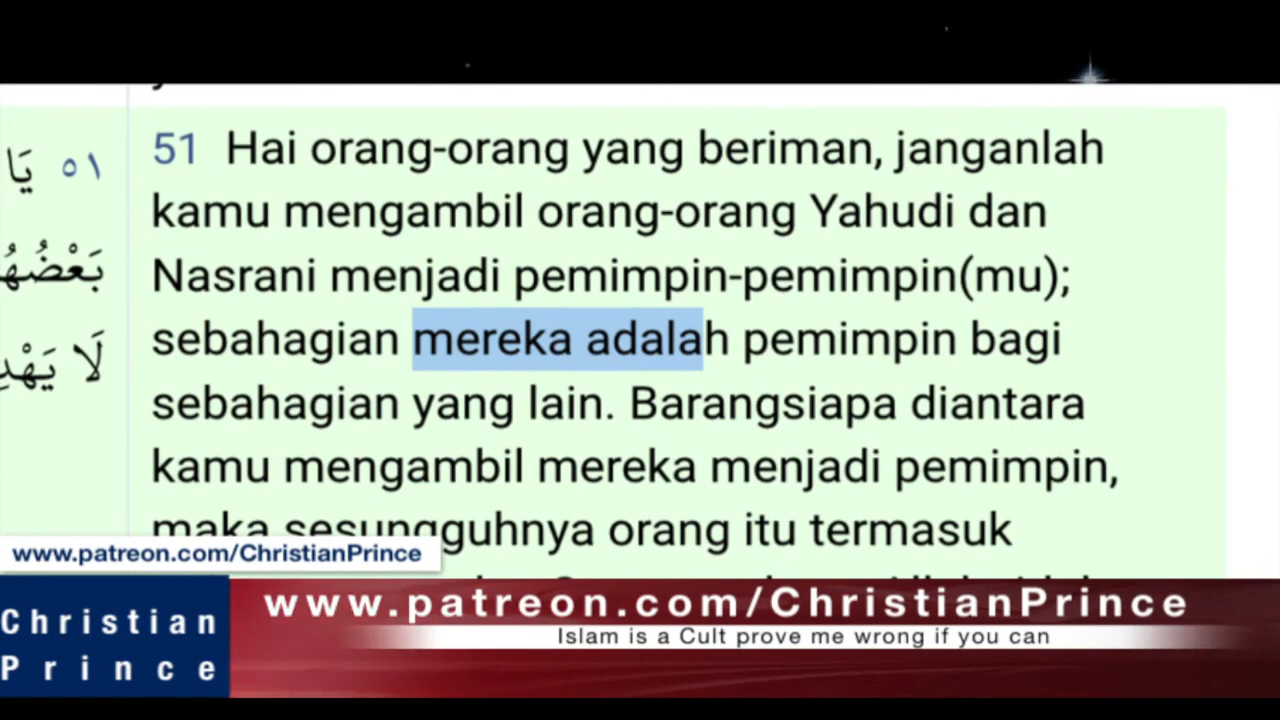 51 Hai orang-orang yang beriman, janganlah
kamu mengambil orang-orang Yahudi dan
Nasrani menjadi pemimpin-pemimpin(mu);
sebahagian mereka adalah pemimpin bagi
sebahagian yang lain. Barangsiapa diantara
kamu mengambil mereka menjadi pemimpin,
maka sesungguhnya orang itu termasuk
٥١ يَا
لَا
www.patreon.com/ChristianPrince
www.patreon.com/ChristianPrince
Islam is a Cult prove me wrong if you can
Christian
Prince